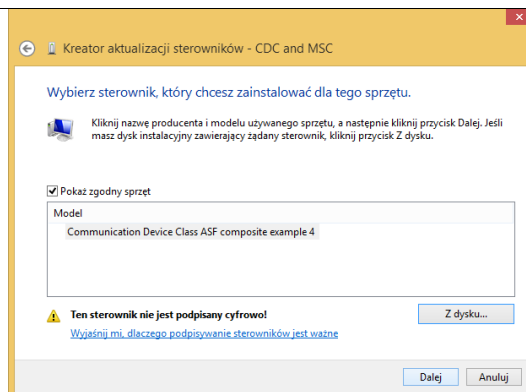 Kreator aktualizacji sterowników - CDC and MSC
Wybierz sterownik, który chcesz zainstalować dla tego sprzętu.
Kliknij nazwę producenta i modelu używanego sprzętu, a następnie kliknij przycisk Dalej. Jeśli
masz dysk instalacyjny zawierający żądany sterownik, kliknij przycisk Z dysku.
Pokaż zgodny sprzęt
Model
Communication Device Class ASF composite example 4
Ten sterownik nie jest podpisany cyfrowo!
Z dysku...
Wyjaśnij mi, dlaczego podpisywanie sterowników jest ważne
Dalej
Anuluj